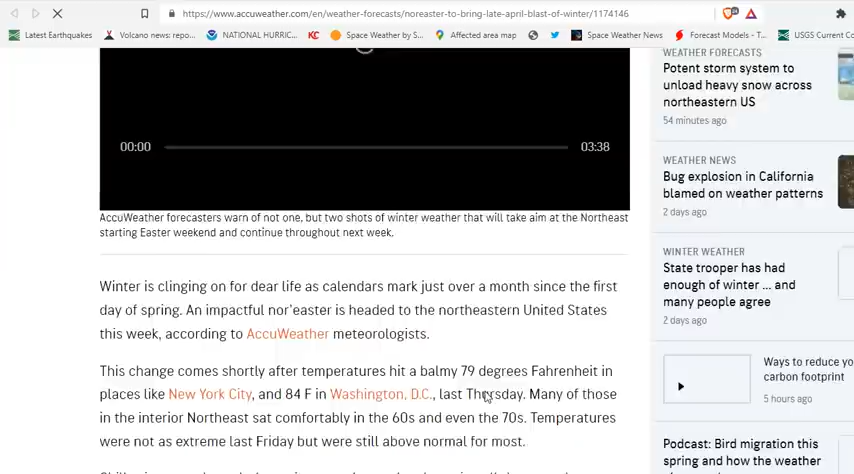 https://www.accuweather.com/en/weather-forecasts/noreaster-to-bring-late-april-blast-of-winter/1174146
Latest Earthquakes
Volcano news: repo...
NATIONAL HURRIC...
KC
Space Weather by S...
Affected area map
Space Weather News
Forecast Models - T...
USGS Current Co
00:00
03:38
AccuWeather forecasters warn of not one, but two shots of winter weather that will take aim at the Northeast
starting Easter weekend and continue throughout next week.
Winter is clinging on for dear life as calendars mark just over a month since the first
day of spring. An impactful nor'easter is headed to the northeastern United States
this week, according to AccuWeather meteorologists.
This change comes shortly after temperatures hit a balmy 79 degrees Fahrenheit in
places like New York City, and 84 F in Washington, D.C., last Thursday. Many of those
in the interior Northeast sat comfortably in the 60s and even the 70s. Temperatures
were not as extreme last Friday but were still above normal for most.
WEATHER FORECASTS
Potent storm system to
unload heavy snow across
northeastern US
54 minutes ago
WEATHER NEWS
Bug explosion in California
blamed on weather patterns
2 days ago
WINTER WEATHER
State trooper has had
enough of winter ... and
many people agree
2 days ago
Ways to reduce yo
carbon footprint
5 hours ago
Podcast: Bird migration this
spring and how the weather